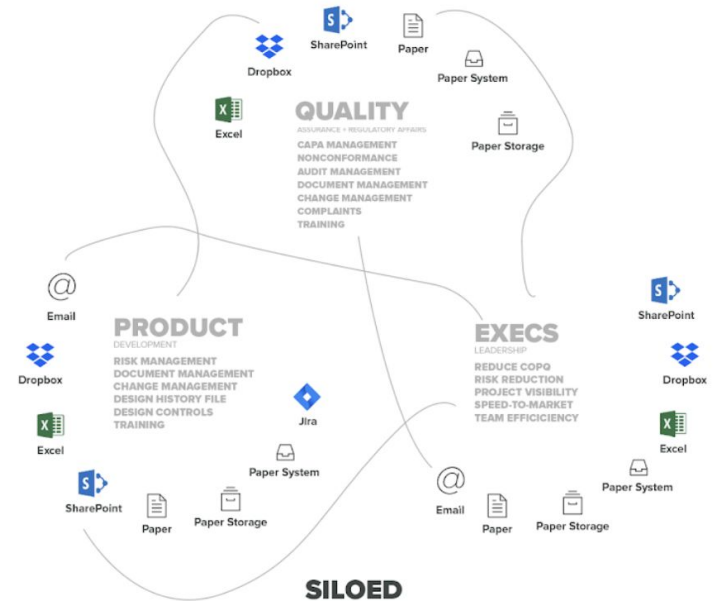 SharePoint
Paper
Dropbox
Paper System
Excel
Paper Storage
QUALITY
ASSURANCE + REGULATORY AFFAIRS
CAPA MANAGEMENT
NONCONFORMANCE
AUDIT MANAGEMENT
DOCUMENT MANAGEMENT
CHANGE MANAGEMENT
COMPLAINTS
TRAINING
@
Email
Dropbox
Excel
SharePoint
Paper
Paper Storage
Paper System
Jira
PRODUCT
DEVELOPMENT
RISK MANAGEMENT
DOCUMENT MANAGEMENT
CHANGE MANAGEMENT
DESIGN HISTORY FILE
DESIGN CONTROLS
TRAINING
EXECS
LEADERSHIP
REDUCE COPQ
RISK REDUCTION
PROJECT VISIBILITY
SPEED-TO-MARKET
TEAM EFFICICIENCY
SharePoint
Dropbox
Excel
Paper System
Paper Storage
Paper
@
Email
SILOED